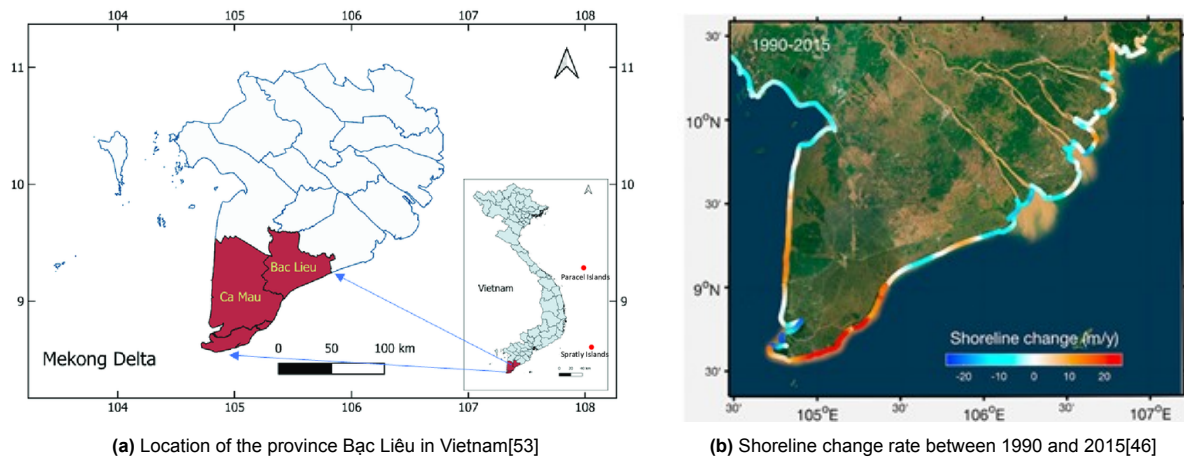 104
105
106
107
108
11
11
10
10
9
9
Bac Lieu
Ca Mau
Mekong Delta
0
50
100 km
Vietnam
Paracel Islands
Spratly Islands
104
105
106
107
108
(a) Location of the province Bạc Liêu in Vietnam[53]
30'
1990-2015
10°N
30'
9°N
30'
Shoreline change (m/y)
-20
-10
0
10
20
30'
105°E
30'
106°E
30'
107°E
(b) Shoreline change rate between 1990 and 2015[46]